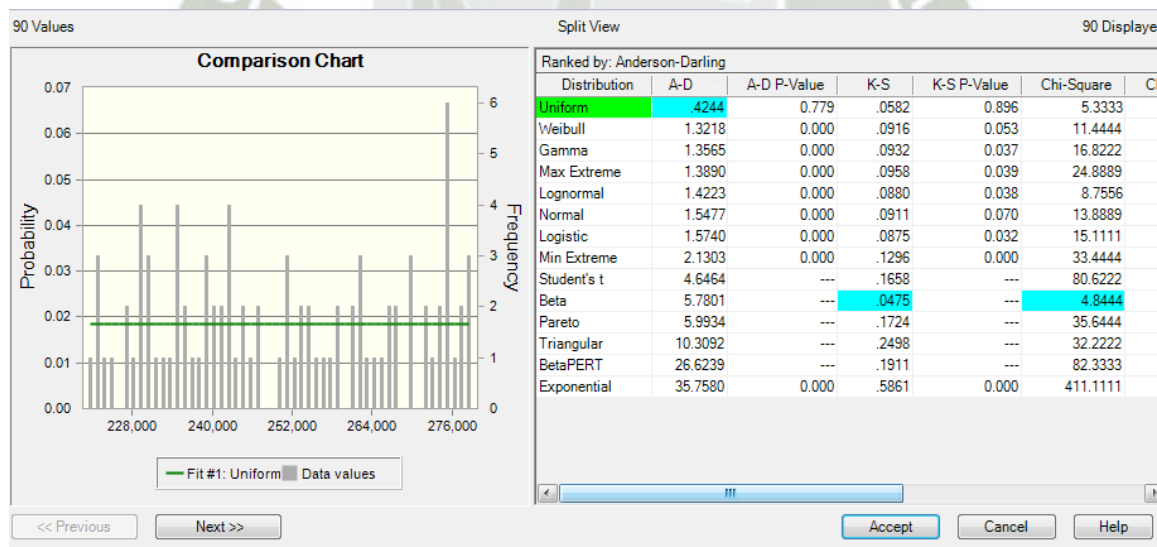 90 Values Split View 90 Displaye
Comparison Chart
0.07
0.06
0.05
0.04
0.03
0.02
0.01
0.00
Probability
6
5
4
3
2
1
0
Frequency
228,000 240,000 252,000 264,000 276,000
Fit #1: Uniform Data values
Ranked by: Anderson-Darling
Distribution A-D A-D P-Value K-S K-S P-Value Chi-Square C
Uniform .4244 0.779 .0582 0.896 5.3333
Weibull 1.3218 0.000 .0916 0.053 11.4444
Gamma 1.3565 0.000 .0932 0.037 16.8222
Max Extreme 1.3890 0.000 .0958 0.039 24.8889
Lognormal 1.4223 0.000 .0880 0.038 8.7556
Normal 1.5477 0.000 .0911 0.070 13.8889
Logistic 1.5740 0.000 .0875 0.032 15.1111
Min Extreme 2.1303 0.000 .1296 0.000 33.4444
Student's t 4.6464 --- .1658 --- 80.6222
Beta 5.7801 --- .0475 --- 4.8444
Pareto 5.9934 --- .1724 --- 35.6444
Triangular 10.3092 --- .2498 --- 32.2222
BetaPERT 26.6239 --- .1911 --- 82.3333
Exponential 35.7580 0.000 .5861 0.000 411.1111
<< Previous Next >> Accept Cancel Help